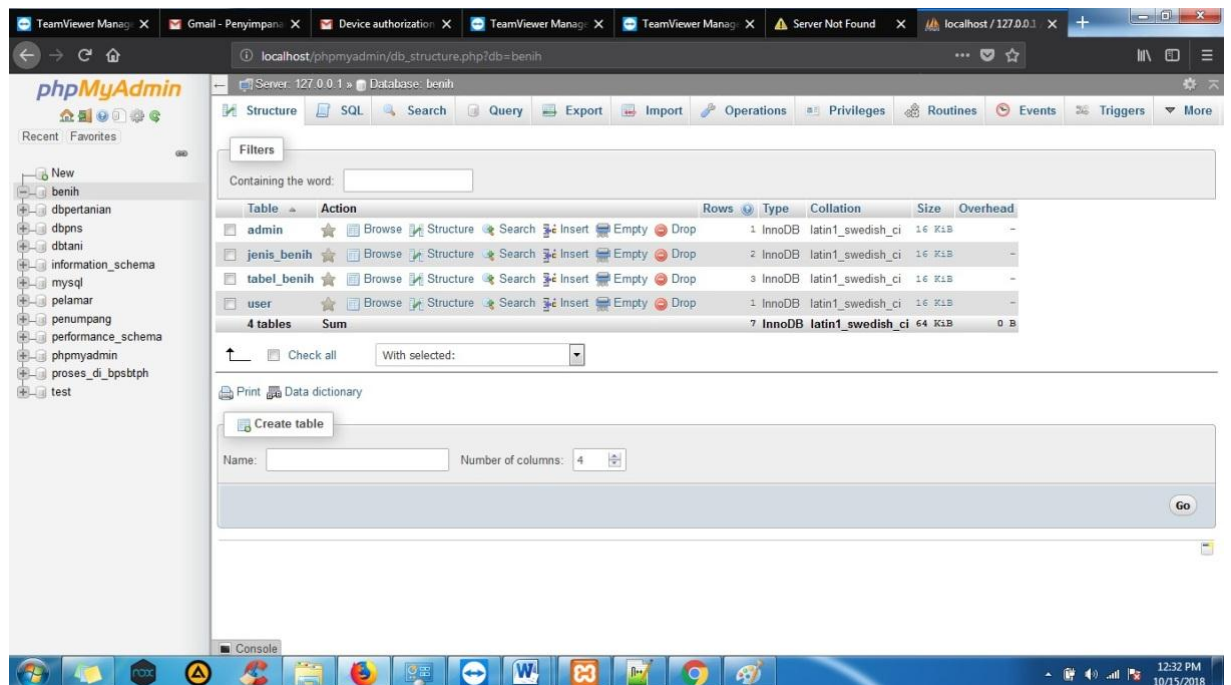 TeamViewer Manag
Gmail - Penyimpana
Device authorization
TeamViewer Manage
TeamViewer Manag
Server Not Found
localhost / 127.0.0.1
localhost/phpmyadmin/db_structure.php?db=benih
phpMyAdmin
Recent Favorites
New
benih
dbpertanian
dbpns
dbtani
information_schema
mysql
pelamar
penumpang
performance_schema
phpmyadmin
proses_di_bpsbtph
test
Server: 127.0.0.1 » Database: benih
Structure SQL Search Query Export Import Operations Privileges Routines Events Triggers More
Filters
Containing the word:
Table Action Rows Type Collation Size Overhead
admin Browse Structure Search Insert Empty Drop 1 InnoDB latin1_swedish_ci 16 KiB -
jenis_benih Browse Structure Search Insert Empty Drop 2 InnoDB latin1_swedish_ci 16 KiB -
tabel_benih Browse Structure Search Insert Empty Drop 3 InnoDB latin1_swedish_ci 16 KiB -
user Browse Structure Search Insert Empty Drop 1 InnoDB latin1_swedish_ci 16 KiB -
4 tables Sum 7 InnoDB latin1_swedish_ci 64 KiB 0 B
Check all With selected:
Print Data dictionary
Create table
Name: Number of columns: 4
Go
Console
nox
12:32 PM
10/15/2018